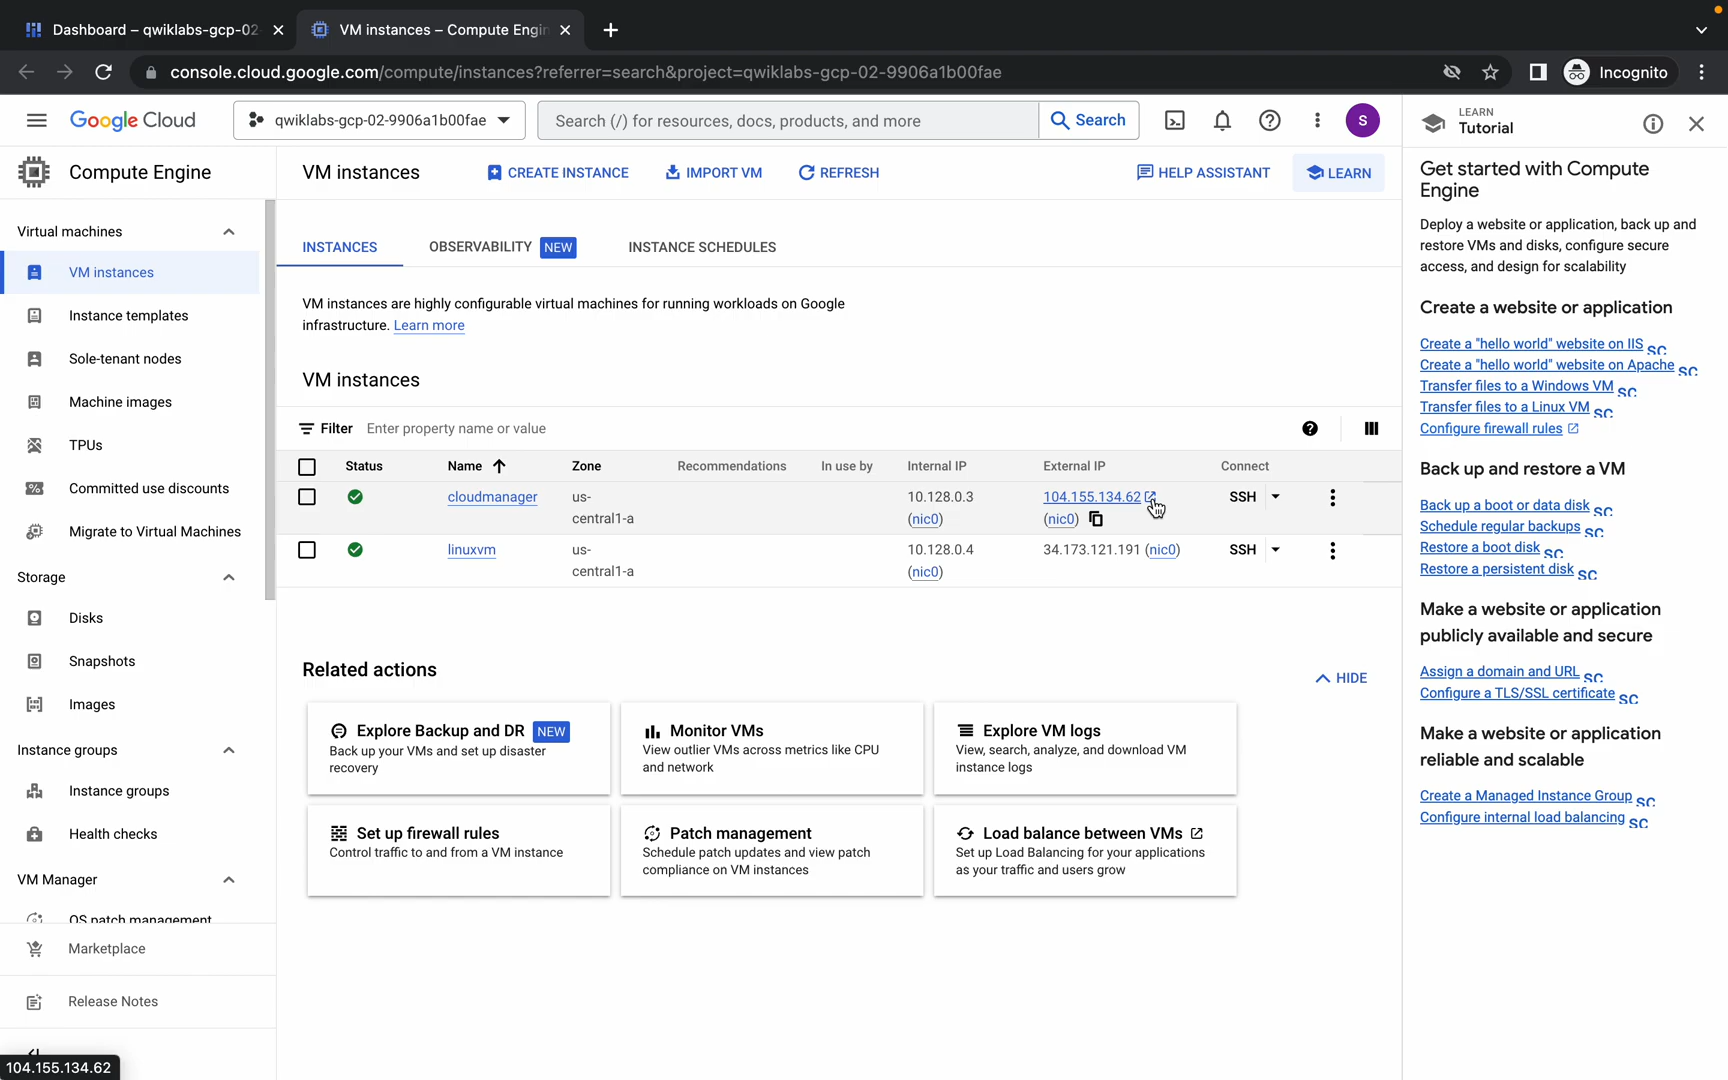 Dashboard – qwiklabs-gcp-02
VM instances – Compute Engin
console.cloud.google.com/compute/instances?referrer=search&project=qwiklabs-gcp-02-9906a1b00fae
Incognito
Google Cloud
qwiklabs-gcp-02-9906a1b00fae
Search (/) for resources, docs, products, and more
Search
S
LEARN
Tutorial
Compute Engine
VM instances
CREATE INSTANCE
IMPORT VM
REFRESH
HELP ASSISTANT
LEARN
Virtual machines
VM instances
Instance templates
Sole-tenant nodes
Machine images
TPUs
Committed use discounts
Migrate to Virtual Machines
Storage
Disks
Snapshots
Images
Instance groups
Instance groups
Health checks
VM Manager
OS patch management
Marketplace
Release Notes
104.155.134.62
INSTANCES
OBSERVABILITY NEW
INSTANCE SCHEDULES
VM instances are highly configurable virtual machines for running workloads on Google
infrastructure. Learn more
VM instances
Filter Enter property name or value
Status Name Zone Recommendations In use by Internal IP External IP Connect
cloudmanager us- 10.128.0.3 104.155.134.62 SSH
central1-a (nic0) (nic0)
linuxvm us- 10.128.0.4 34.173.121.191 (nic0) SSH
central1-a (nic0)
Related actions
HIDE
Explore Backup and DR NEW
Back up your VMs and set up disaster
recovery
Monitor VMs
View outlier VMs across metrics like CPU
and network
Explore VM logs
View, search, analyze, and download VM
instance logs
Set up firewall rules
Control traffic to and from a VM instance
Patch management
Schedule patch updates and view patch
compliance on VM instances
Load balance between VMs
Set up Load Balancing for your applications
as your traffic and users grow
Get started with Compute
Engine
Deploy a website or application, back up and
restore VMs and disks, configure secure
access, and design for scalability
Create a website or application
Create a "hello world" website on IIS sc
Create a "hello world" website on Apache sc
Transfer files to a Windows VM sc
Transfer files to a Linux VM sc
Configure firewall rules
Back up and restore a VM
Back up a boot or data disk sc
Schedule regular backups sc
Restore a boot disk sc
Restore a persistent disk sc
Make a website or application
publicly available and secure
Assign a domain and URL sc
Configure a TLS/SSL certificate sc
Make a website or application
reliable and scalable
Create a Managed Instance Group sc
Configure internal load balancing sc